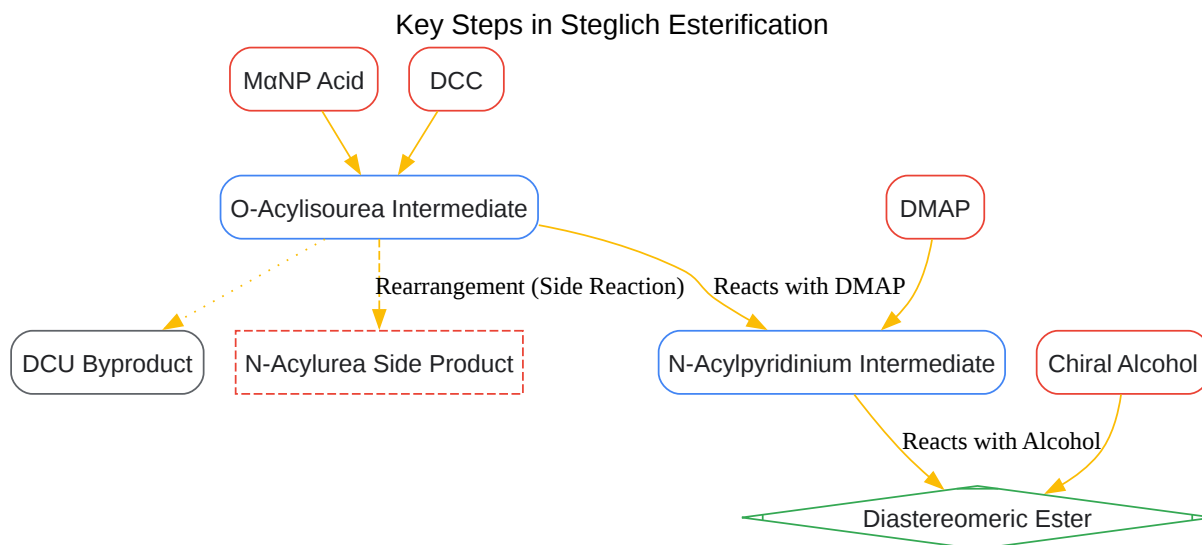 Key Steps in Steglich Esterification
MαNP Acid
DCC
O-Acylisourea Intermediate
DMAP
Rearrangement (Side Reaction)
Reacts with DMAP
DCU Byproduct
N-Acylurea Side Product
N-Acylpyridinium Intermediate
Chiral Alcohol
Reacts with Alcohol
Diastereomeric Ester